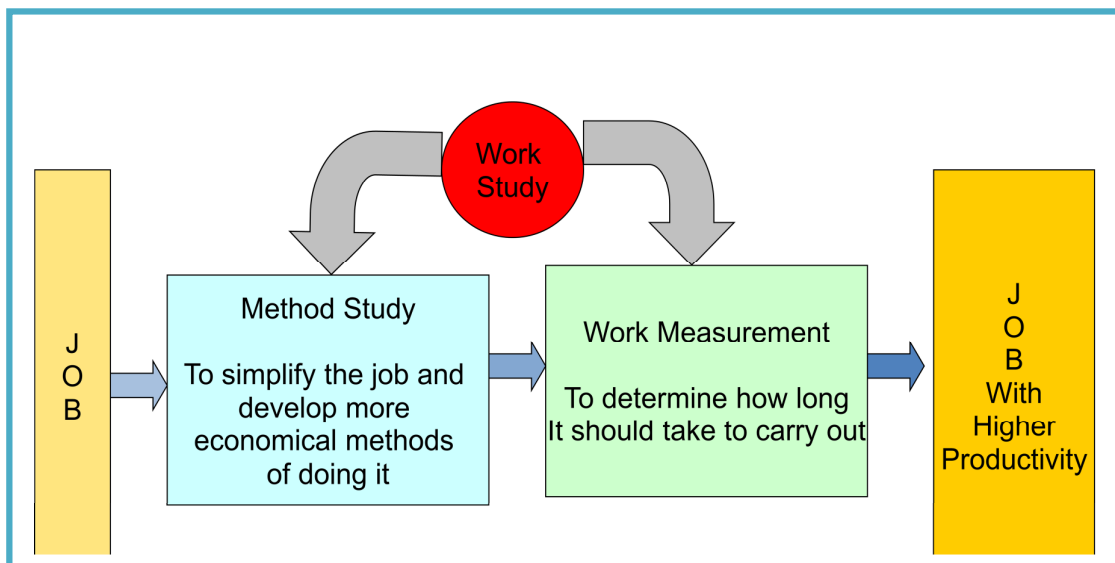 Work
Study
J
O
B
Method Study
To simplify the job and
develop more
economical methods
of doing it
Work Measurement
To determine how long
It should take to carry out
J
O
B
With
Higher
Productivity